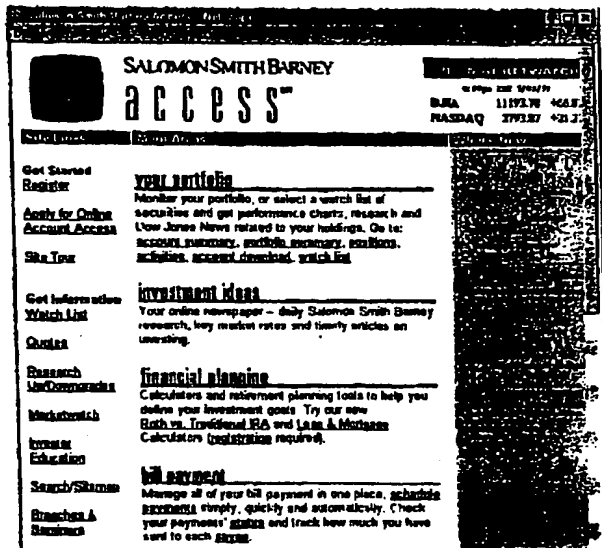 SALOMON SMITH BARNEY
access
DJIA 11193.70
NASDAQ
Get Started
Register
Apply for Online
Account Access
Site Tour
Get Information
Watch List
Quotes
Research
Up/Downgrades
Marketwatch
Investor
Education
Search/Sitemap
Branches &
Seminars
your portfolio
Monitor your portfolio, or select a watch list of
securities and get performance charts, research and
Dow Jones News related to your holdings. Go to:
account summary, portfolio summary, positions,
activities, account download, watch list
investment ideas
Your online newspaper – daily Salomon Smith Barney
research, key market rates and timely articles on
investing.
financial planning
Calculators and retirement planning tools to help you
define your investment goals. Try our new
Roth vs. Traditional IRA and Loan & Mortgage
Calculators (registration required).
bill payment
Manage all of your bill payment in one place, schedule
payments simply, quickly and automatically. Check
your payments' status and track how much you have
sent to each payee.